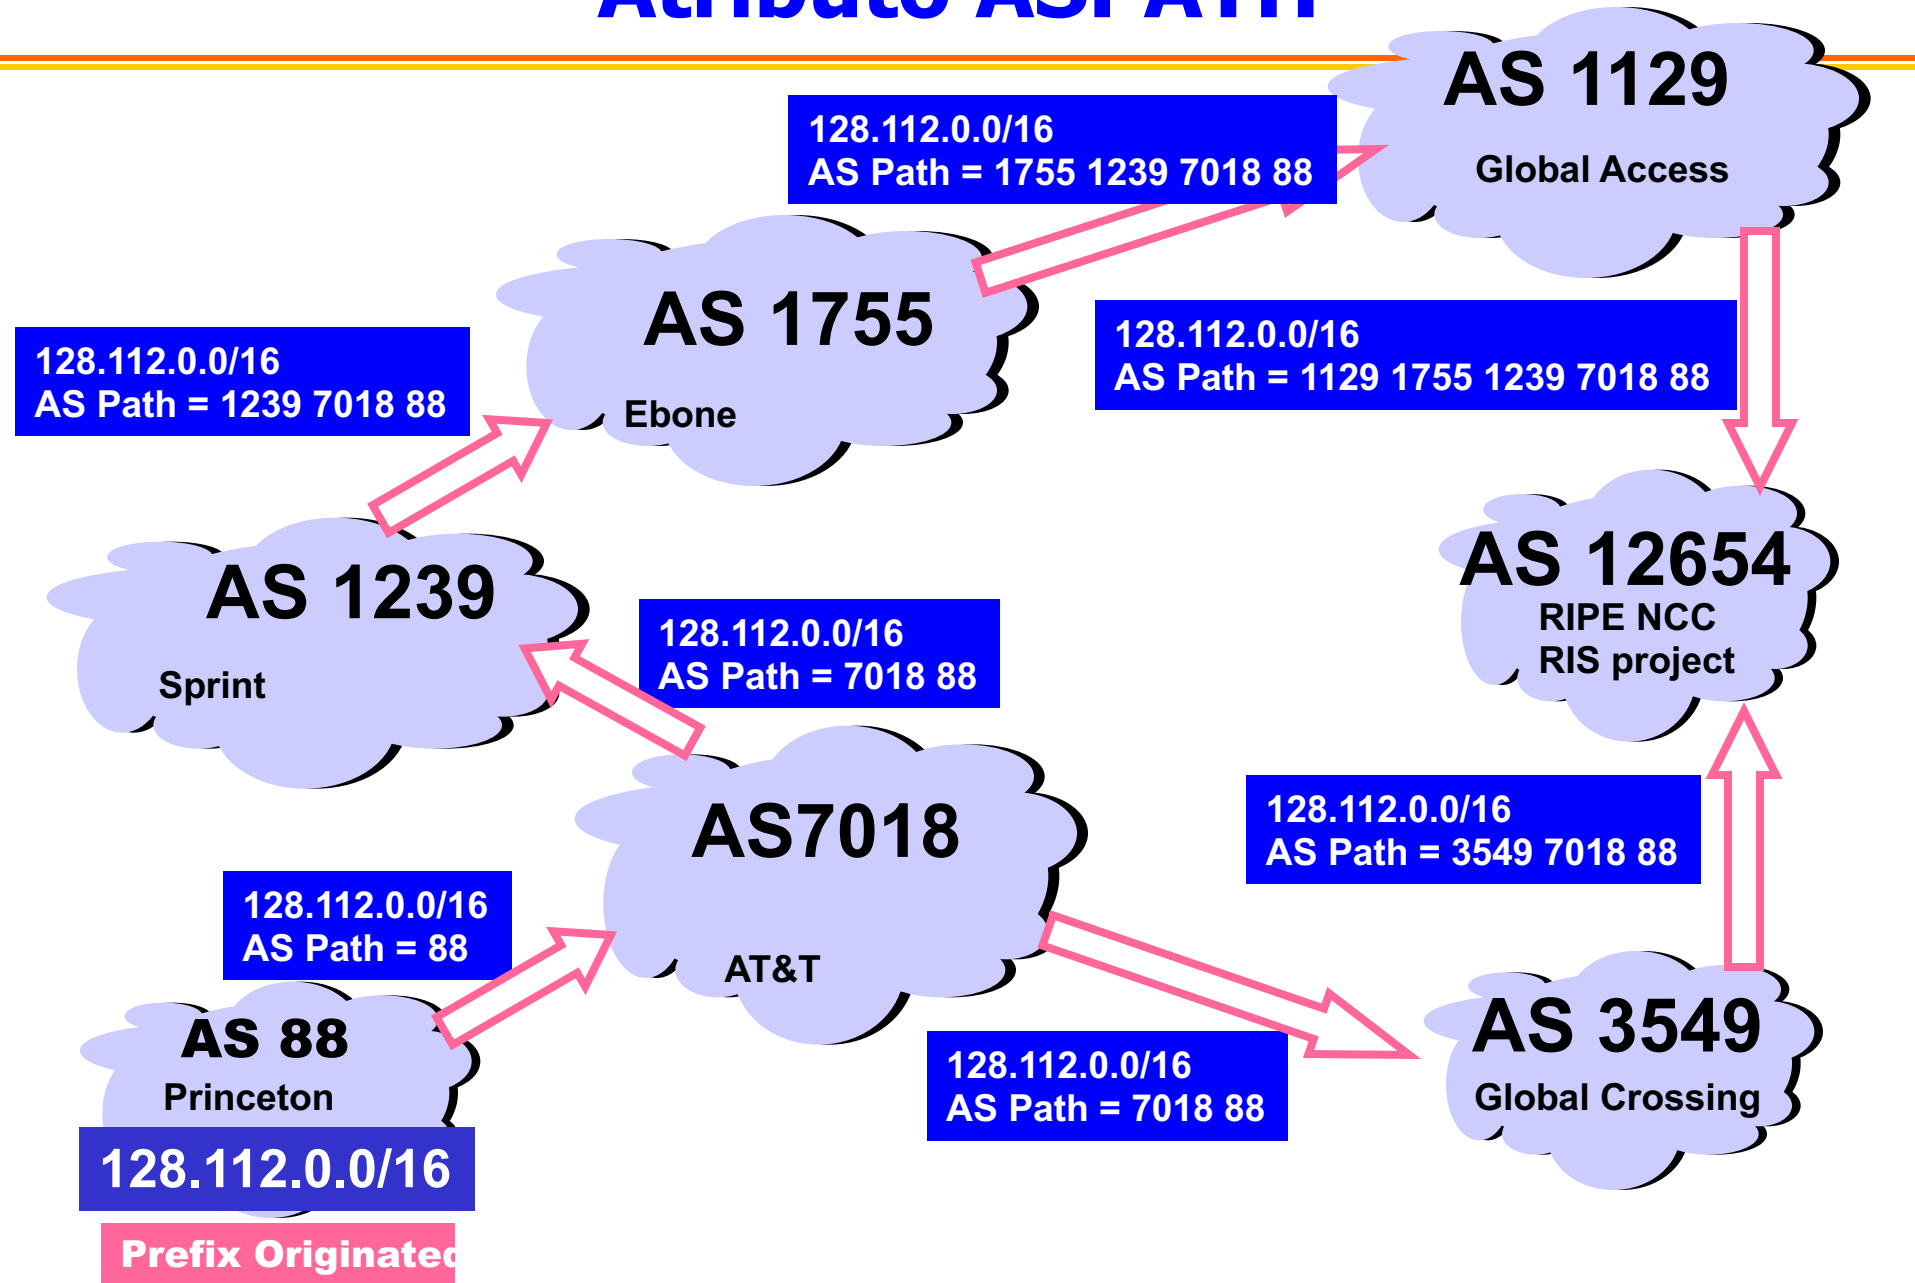 Atributo ASPATH
AS 1129
Global Access
128.112.0.0/16
AS Path = 1755 1239 7018 88
AS 1755
Ebone
128.112.0.0/16
AS Path = 1239 7018 88
128.112.0.0/16
AS Path = 1129 1755 1239 7018 88
AS 12654
RIPE NCC
RIS project
AS 1239
Sprint
128.112.0.0/16
AS Path = 7018 88
AS7018
AT&T
128.112.0.0/16
AS Path = 3549 7018 88
128.112.0.0/16
AS Path = 88
AS 88
Princeton
128.112.0.0/16
Prefix Originated
128.112.0.0/16
AS Path = 7018 88
AS 3549
Global Crossing